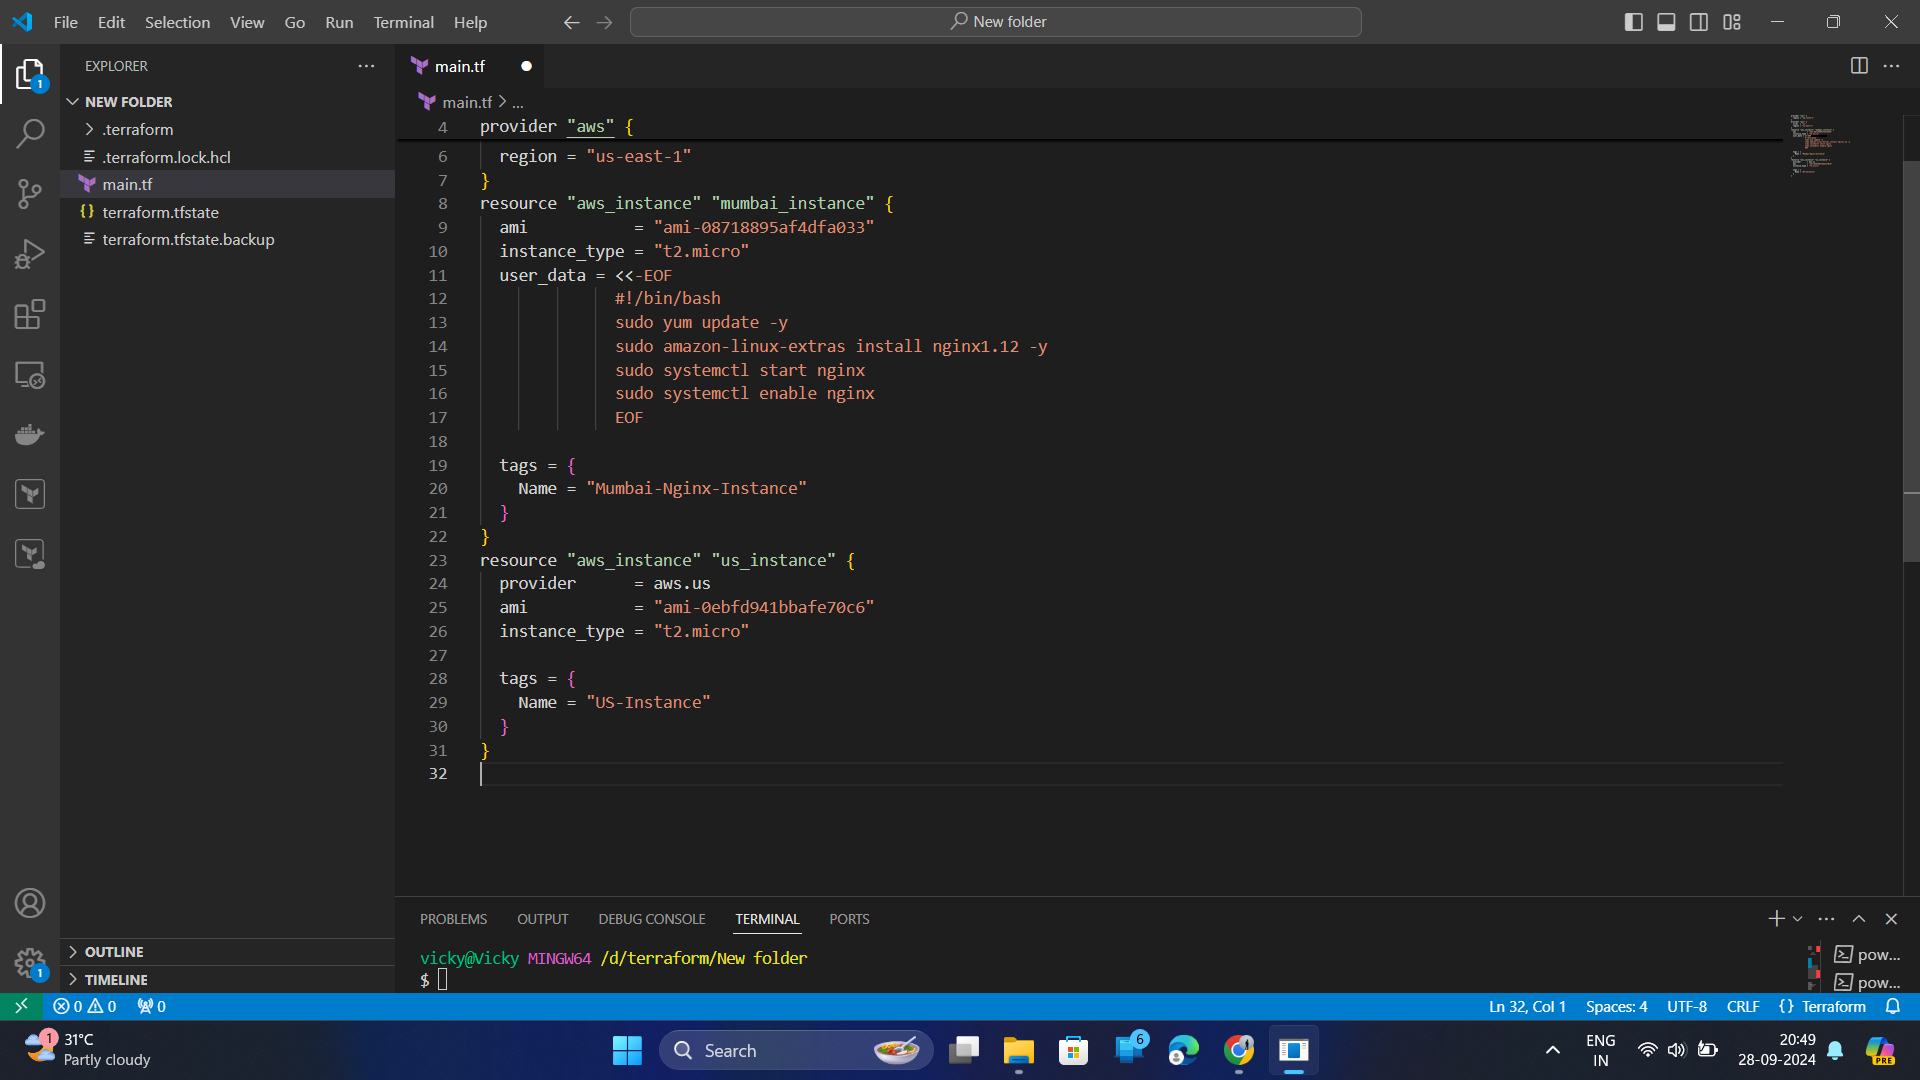 File Edit Selection View Go Run Terminal Help
New folder
EXPLORER
NEW FOLDER
.terraform
.terraform.lock.hcl
main.tf
terraform.tfstate
terraform.tfstate.backup
OUTLINE
TIMELINE
1
1
main.tf
main.tf > ...
4 provider "aws" {
6 region = "us-east-1"
7 }
8 resource "aws_instance" "mumbai_instance" {
9 ami = "ami-08718895af4dfa033"
10 instance_type = "t2.micro"
11 user_data = <<-EOF
12 #!/bin/bash
13 sudo yum update -y
14 sudo amazon-linux-extras install nginx1.12 -y
15 sudo systemctl start nginx
16 sudo systemctl enable nginx
17 EOF
18
19 tags = {
20 Name = "Mumbai-Nginx-Instance"
21 }
22 }
23 resource "aws_instance" "us_instance" {
24 provider = aws.us
25 ami = "ami-0ebfd941bbafe70c6"
26 instance_type = "t2.micro"
27
28 tags = {
29 Name = "US-Instance"
30 }
31 }
32
PROBLEMS OUTPUT DEBUG CONSOLE TERMINAL PORTS
vicky@Vicky MINGW64 /d/terraform/New folder
$
pow...
pow...
0 0 0 Ln 32, Col 1 Spaces: 4 UTF-8 CRLF {} Terraform
1
31°C
Partly cloudy
Search
6
ENG
IN
20:49
28-09-2024
PRE